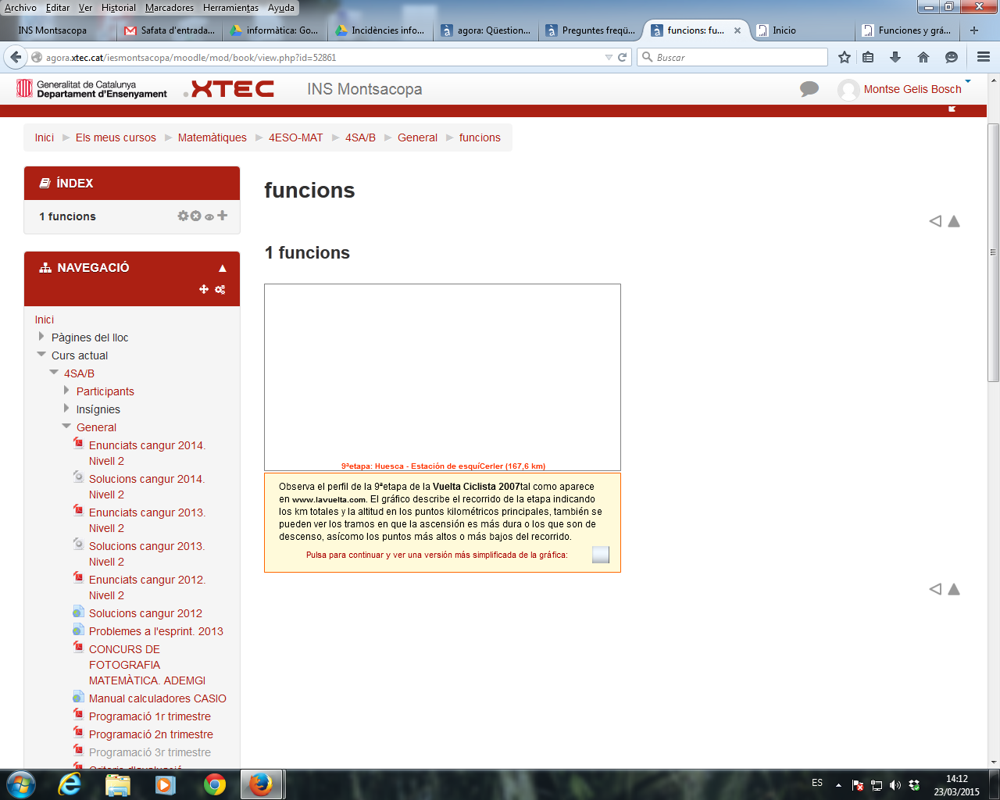 Archivo Editar Ver Historial Marcadores Herramientas Ayuda
INS Montsacopa
Safata d'entrada...
informàtica: Go...
Incidències info...
agora: Qüestion...
Preguntes freqü...
funcions: fu...
Inicio
Funciones y grá...
agora.xtec.cat/iesmontsacopa/moodle/mod/book/view.php?id=52861
Buscar
Generalitat de Catalunya
Departament d'Ensenyament
XTEC
INS Montsacopa
Montse Gelis Bosch
Inici Els meus cursos Matemàtiques 4ESO-MAT 4SA/B General funcions
ÍNDEX
1 funcions
NAVEGACIÓ
Inici
Pàgines del lloc
Curs actual
4SA/B
Participants
Insígnies
General
Enunciats cangur 2014.
Nivell 2
Solucions cangur 2014.
Nivell 2
Enunciats cangur 2013.
Nivell 2
Solucions cangur 2013.
Nivell 2
Enunciats cangur 2012.
Nivell 2
Solucions cangur 2012
Problemes a l'esprint. 2013
CONCURS DE
FOTOGRAFIA
MATEMÀTICA. ADEMGI
Manual calculadores CASIO
Programació 1r trimestre
Programació 2n trimestre
Programació 3r trimestre
Criteris d'avaluació
funcions
1 funcions
9ªetapa: Huesca - Estación de esquíCerler (167,6 km)
Observa el perfil de la 9ªetapa de la Vuelta Ciclista 2007tal como aparece
en www.lavuelta.com. El gráfico describe el recorrido de la etapa indicando
los km totales y la altitud en los puntos kilométricos principales, también se
pueden ver los tramos en que la ascensión es más dura o los que son de
descenso, asícomo los puntos más altos o más bajos del recorrido.
Pulsa para continuar y ver una versión más simplificada de la gráfica:
ES
14:12
23/03/2015